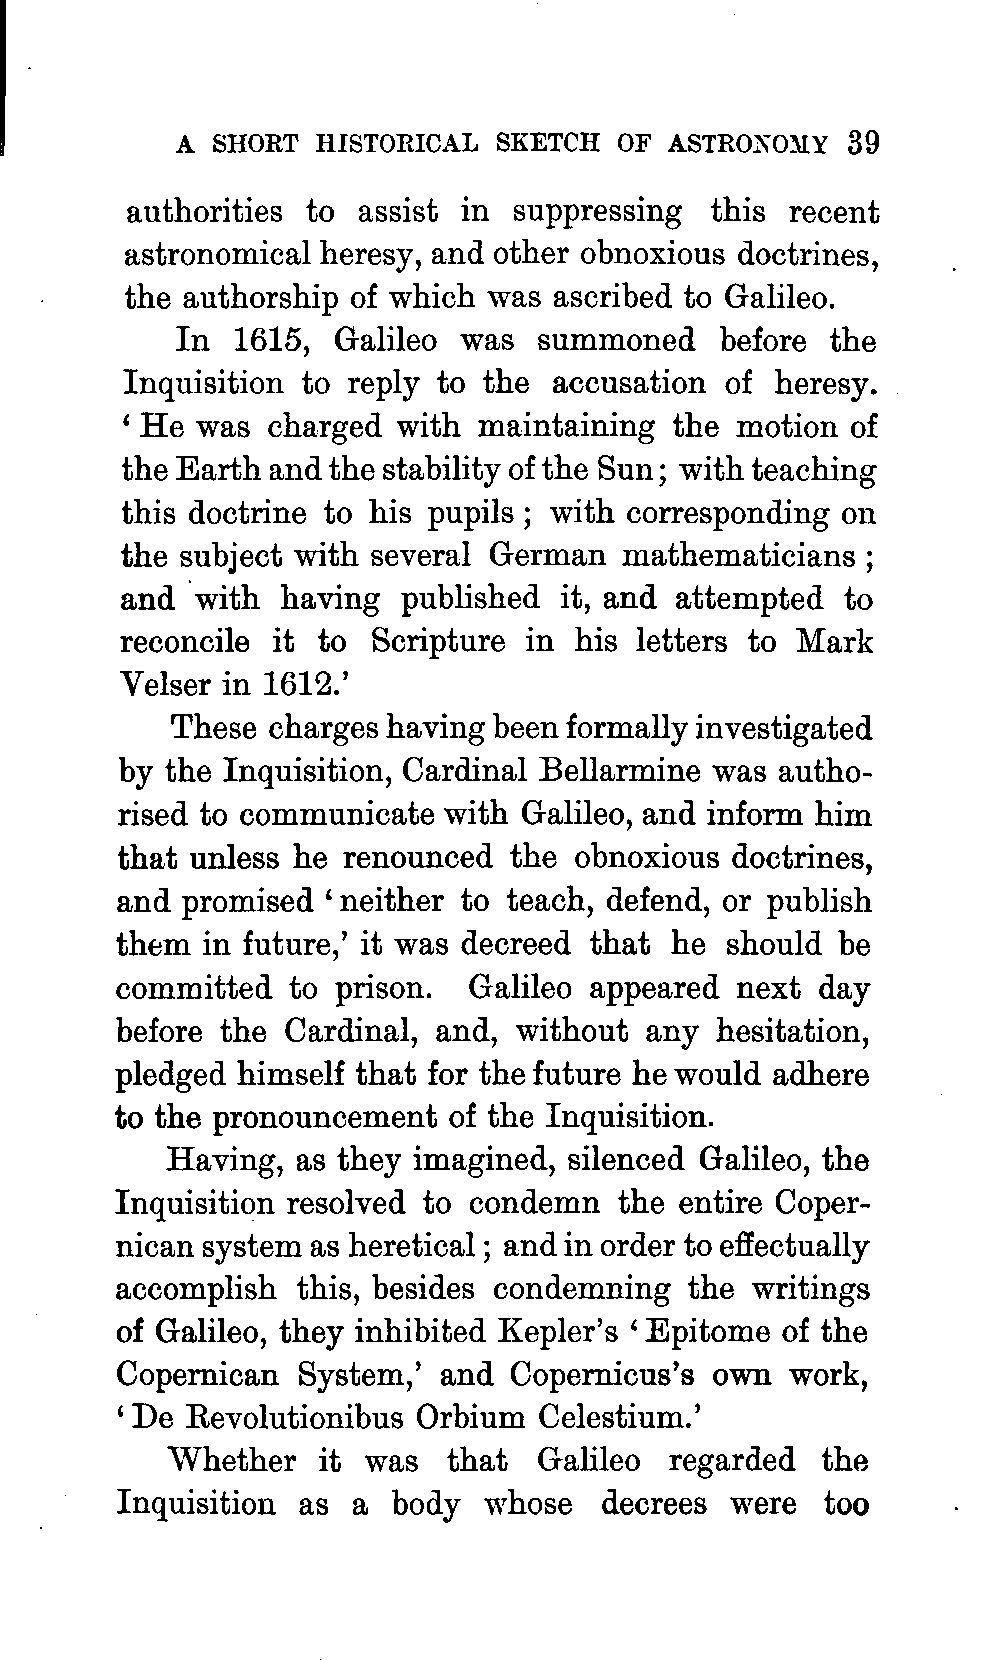 A SHORT HISTORICAL SKETCH OF ASTRONOMY 39
authorities to assist in suppressing this recent
astronomical heresy, and other obnoxious doctrines,
the authorship of which was ascribed to Galileo.
In 1615, Galileo was summoned before the
Inquisition to reply to the accusation of heresy.
‘He was charged with maintaining the motion of
the Earth and the stability of the Sun; with teaching
this doctrine to his pupils; with corresponding on
the subject with several German mathematicians;
and with having published it, and attempted to
reconcile it to Scripture in his letters to Mark
Velser in 1612.’
These charges having been formally investigated
by the Inquisition, Cardinal Bellarmine was autho-
rised to communicate with Galileo, and inform him
that unless he renounced the obnoxious doctrines,
and promised ‘neither to teach, defend, or publish
them in future,’ it was decreed that he should be
committed to prison. Galileo appeared next day
before the Cardinal, and, without any hesitation,
pledged himself that for the future he would adhere
to the pronouncement of the Inquisition.
Having, as they imagined, silenced Galileo, the
Inquisition resolved to condemn the entire Coper-
nican system as heretical; and in order to effectually
accomplish this, besides condemning the writings
of Galileo, they inhibited Kepler’s ‘Epitome of the
Copernican System,’ and Copernicus’s own work,
‘De Revolutionibus Orbium Celestium.’
Whether it was that Galileo regarded the
Inquisition as a body whose decrees were too